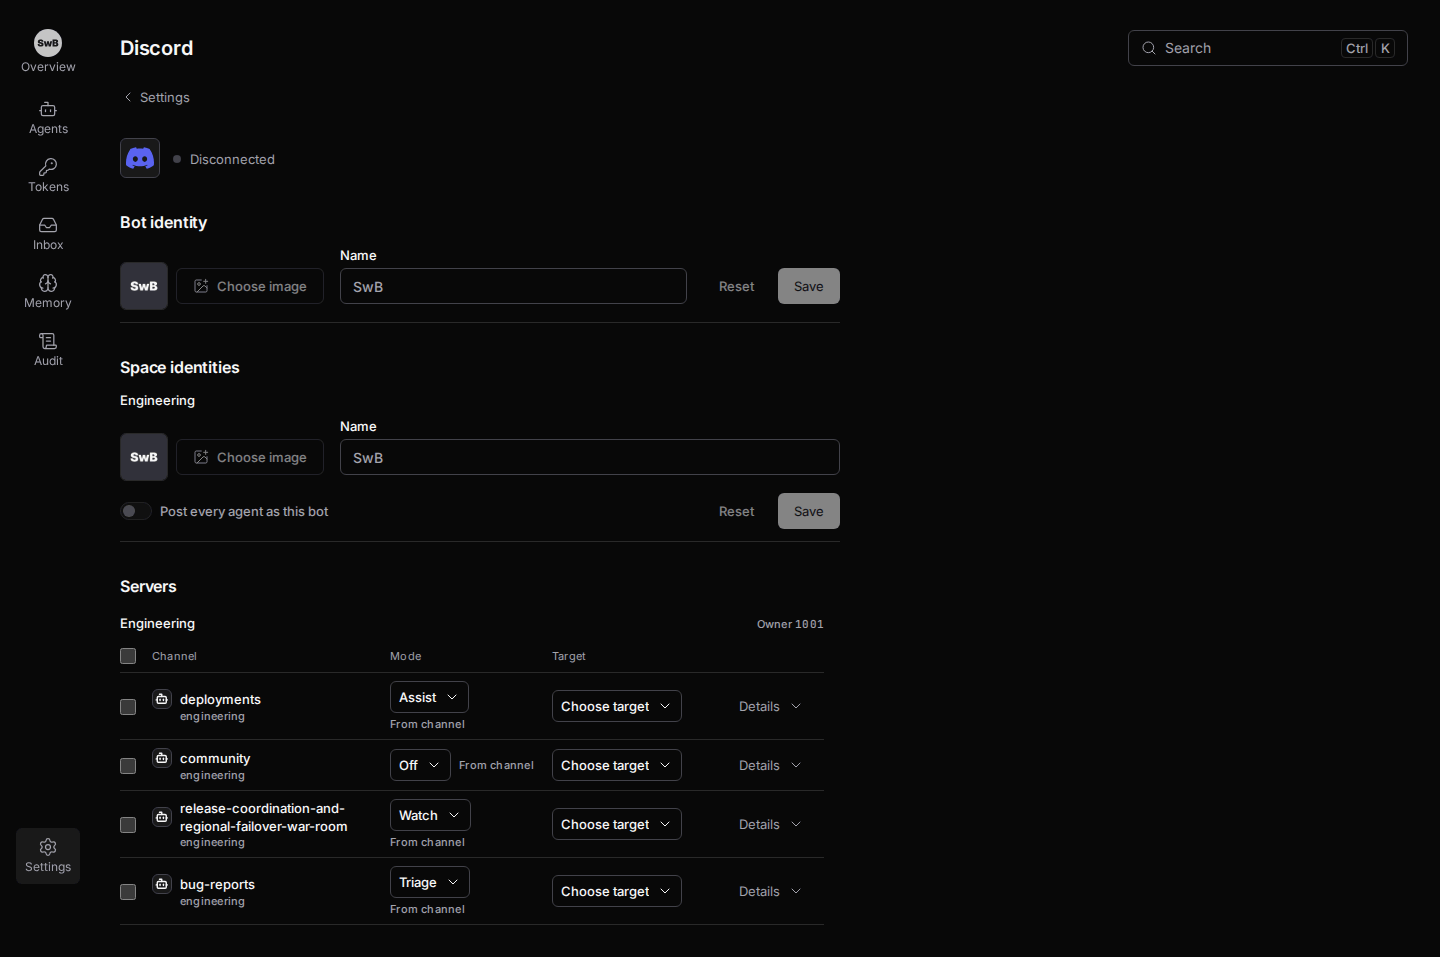 SwB
Overview
Agents
Tokens
Inbox
Memory
Audit
Settings
Discord
Search
Ctrl K
Settings
Disconnected
Bot identity
Name
SwB
Choose image
SwB
Reset
Save
Space identities
Engineering
Name
SwB
Choose image
SwB
Post every agent as this bot
Reset
Save
Servers
Engineering
Owner 1001
Channel Mode Target
deployments
engineering
Assist
From channel
Choose target
Details
community
engineering
Off
From channel
Choose target
Details
release-coordination-and-
regional-failover-war-room
engineering
Watch
From channel
Choose target
Details
bug-reports
engineering
Triage
From channel
Choose target
Details